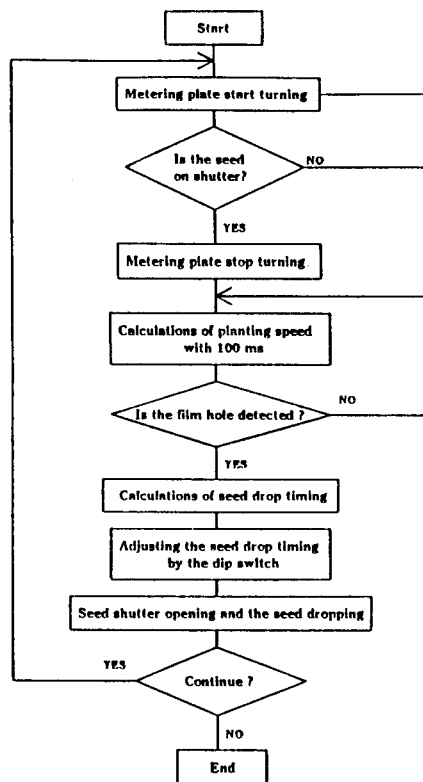 Start
Metering plate start turning
Is the seed
on shutter?
NO
YES
Metering plate stop turning
Calculations of planting speed
with 100 ms
Is the film hole detected ?
NO
YES
Calculations of seed drop timing
Adjusting the seed drop timing
by the dip switch
Seed shutter opening and the seed dropping
YES
Continue ?
NO
End